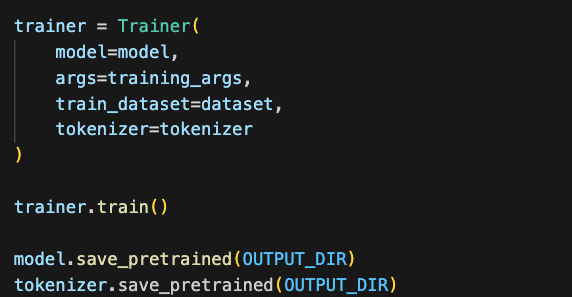 trainer = Trainer(
    model=model,
    args=training_args,
    train_dataset=dataset,
    tokenizer=tokenizer
)
trainer.train()
model.save_pretrained(OUTPUT_DIR)
tokenizer.save_pretrained(OUTPUT_DIR)